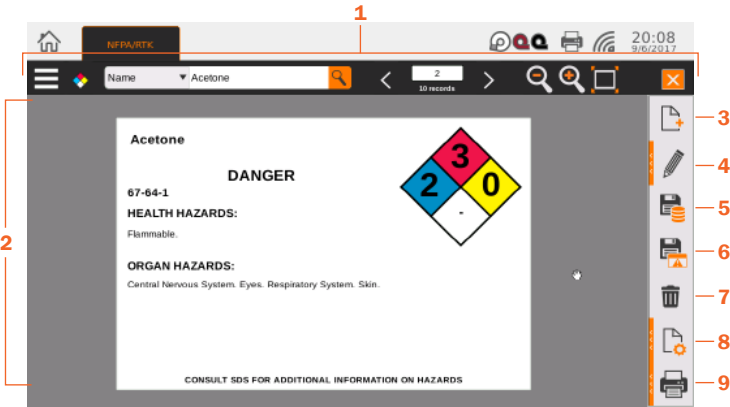 1
NFPA/RTK
20:08
9/6/2017
Name
Acetone
2
10 records
2
3
4
5
6
7
8
9
Acetone
DANGER
67-64-1
HEALTH HAZARDS:
Flammable.
ORGAN HAZARDS:
Central Nervous System. Eyes. Respiratory System. Skin.
3
2
0
-
CONSULT SDS FOR ADDITIONAL INFORMATION ON HAZARDS